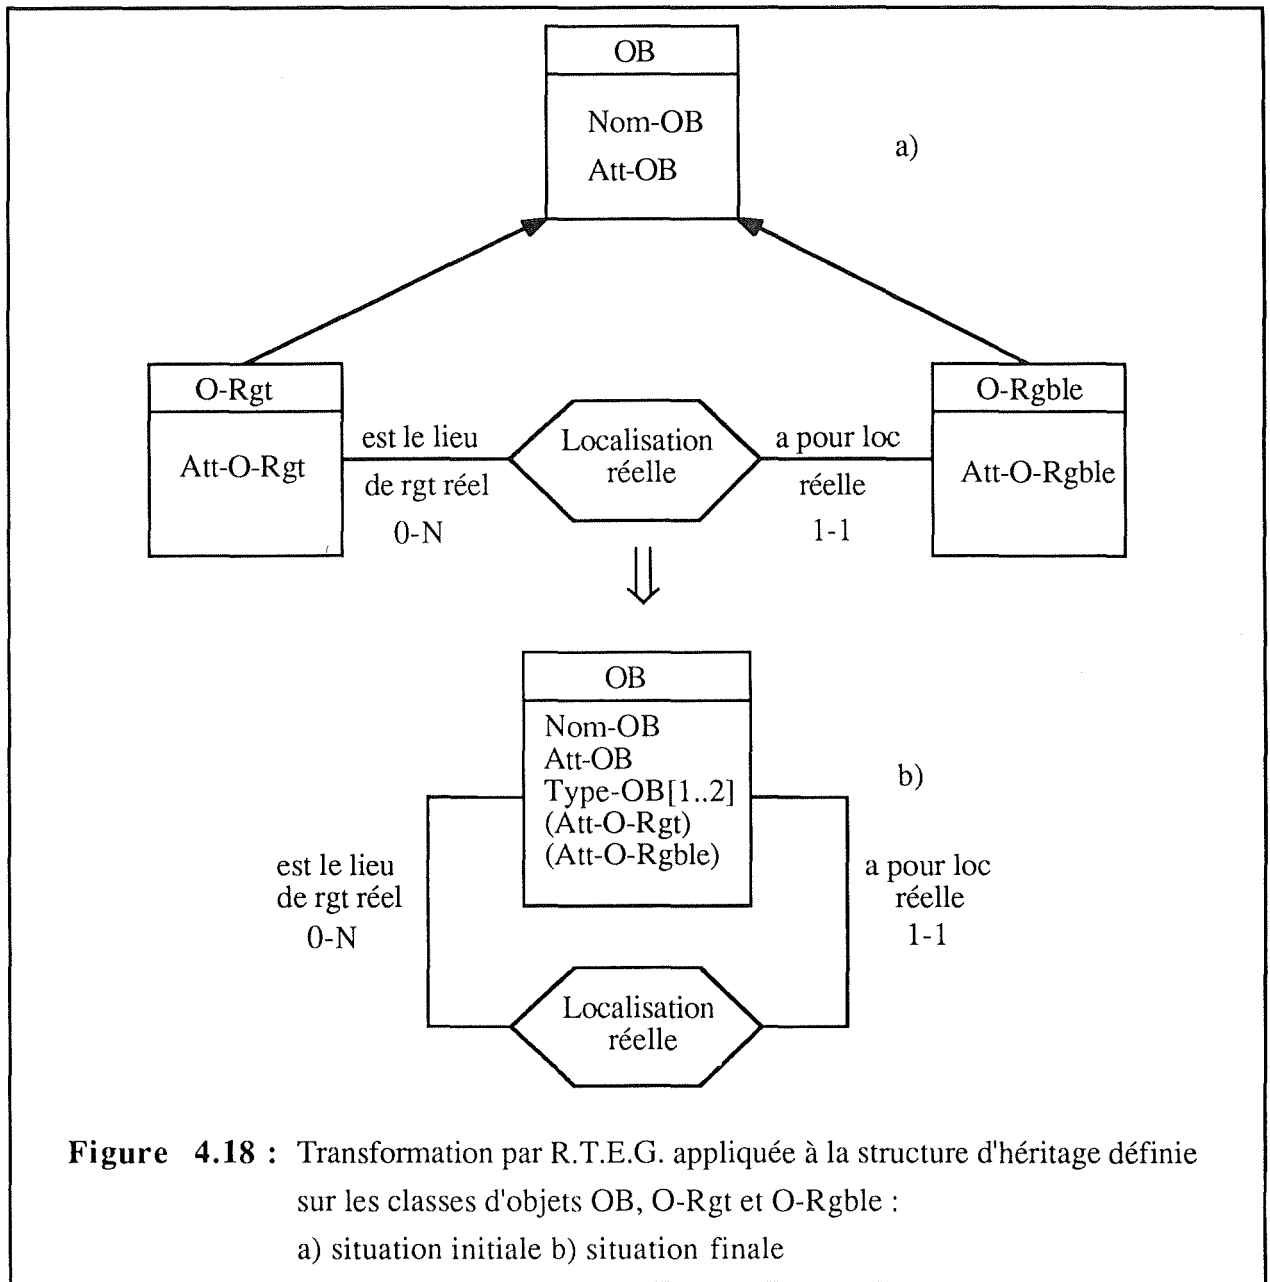 OB
Nom-OB
Att-OB
a)
O-Rgt
Att-O-Rgt
est le lieu
de rgt réel
0-N
Localisation
réelle
a pour loc
réelle
1-1
O-Rgble
Att-O-Rgble
OB
Nom-OB
Att-OB
Type-OB[1..2]
(Att-O-Rgt)
(Att-O-Rgble)
b)
est le lieu
de rgt réel
0-N
a pour loc
réelle
1-1
Localisation
réelle
Figure 4.18 : Transformation par R.T.E.G. appliquée à la structure d'héritage définie
sur les classes d'objets OB, O-Rgt et O-Rgble :
a) situation initiale b) situation finale